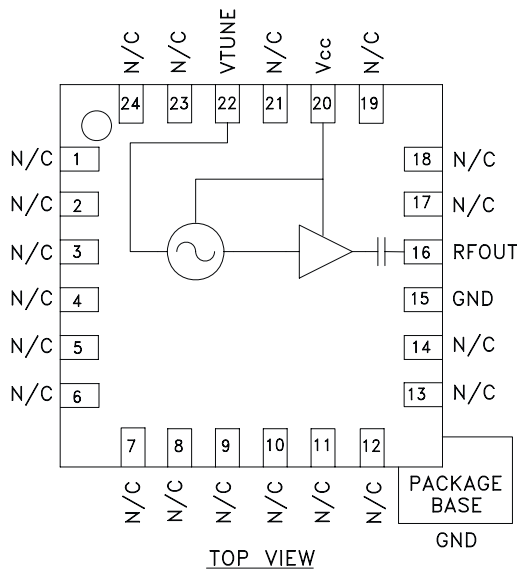 N/C N/C VTUNE N/C Vcc N/C
24 23 22 21 20 19
N/C 1
N/C 2
N/C 3
N/C 4
N/C 5
N/C 6
18 N/C
17 N/C
16 RFOUT
15 GND
14 N/C
13 N/C
7 8 9 10 11 12
N/C N/C N/C N/C N/C N/C
PACKAGE
BASE
GND
TOP VIEW